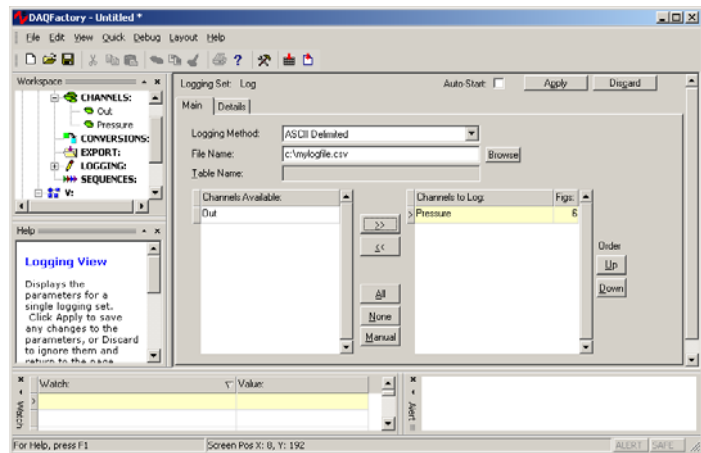 DAQFactory - Untitled *
File Edit View Quick Debug Layout Help
Workspace
CHANNELS:
Out
Pressure
CONVERSIONS:
EXPORT:
LOGGING:
SEQUENCES:
V:
Help
Logging View
Displays the
parameters for a
single logging set.
Click Apply to save
any changes to the
parameters, or Discard
to ignore them and
return to the page
Logging Set: Log
Auto-Start:
Apply
Discard
Main Details
Logging Method: ASCII Delimited
File Name: c:\mylogfile.csv Browse
Table Name:
Channels Available:
Out
>>
<<
All
None
Manual
Channels to Log: Figs:
Pressure 6
Order
Up
Down
Watch
Watch: Value:
Alert
For Help, press F1
Screen Pos X: 8, Y: 192
ALERT SAFE